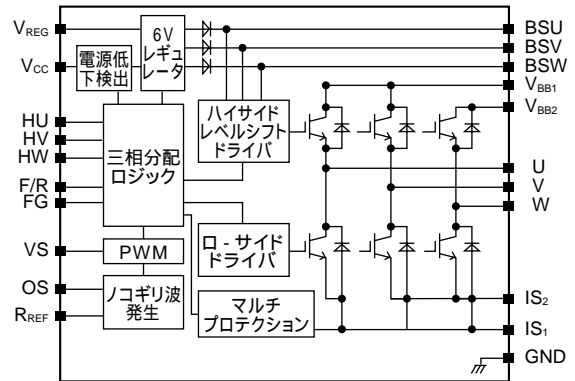 VREG
VCC
HU
HV
HW
F/R
FG
VS
OS
RREF
6V
レギュ
レータ
電源低
下検出
三相分配
ロジック
PWM
ノコギリ波
発生
ハイサイド
レベルシフト
ドライバ
ロ-サイド
ドライバ
マルチ
プロテクション
BSU
BSV
BSW
VBB1
VBB2
U
V
W
IS2
IS1
GND